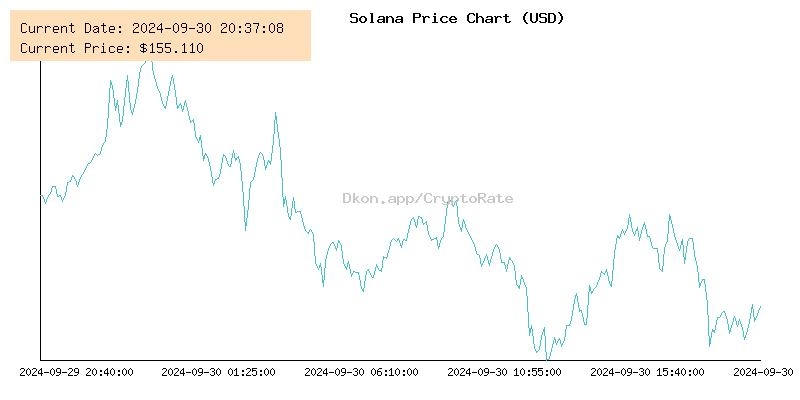 Solana Price Chart (USD)
Current Date: 2024-09-30 20:37:08
Current Price: $155.110
Dkon.app/CryptoRate
2024-09-29 20:40:00 2024-09-30 01:25:00 2024-09-30 06:10:00 2024-09-30 10:55:00 2024-09-30 15:40:00 2024-09-30